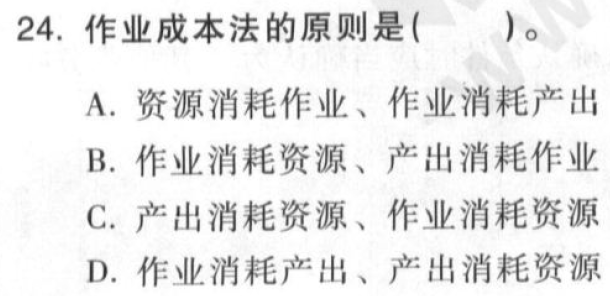 24. 作业成本法的原则是(　　)。
A. 资源消耗作业、作业消耗产出
B. 作业消耗资源、产出消耗作业
C. 产出消耗资源、作业消耗资源
D. 作业消耗产出、产出消耗资源